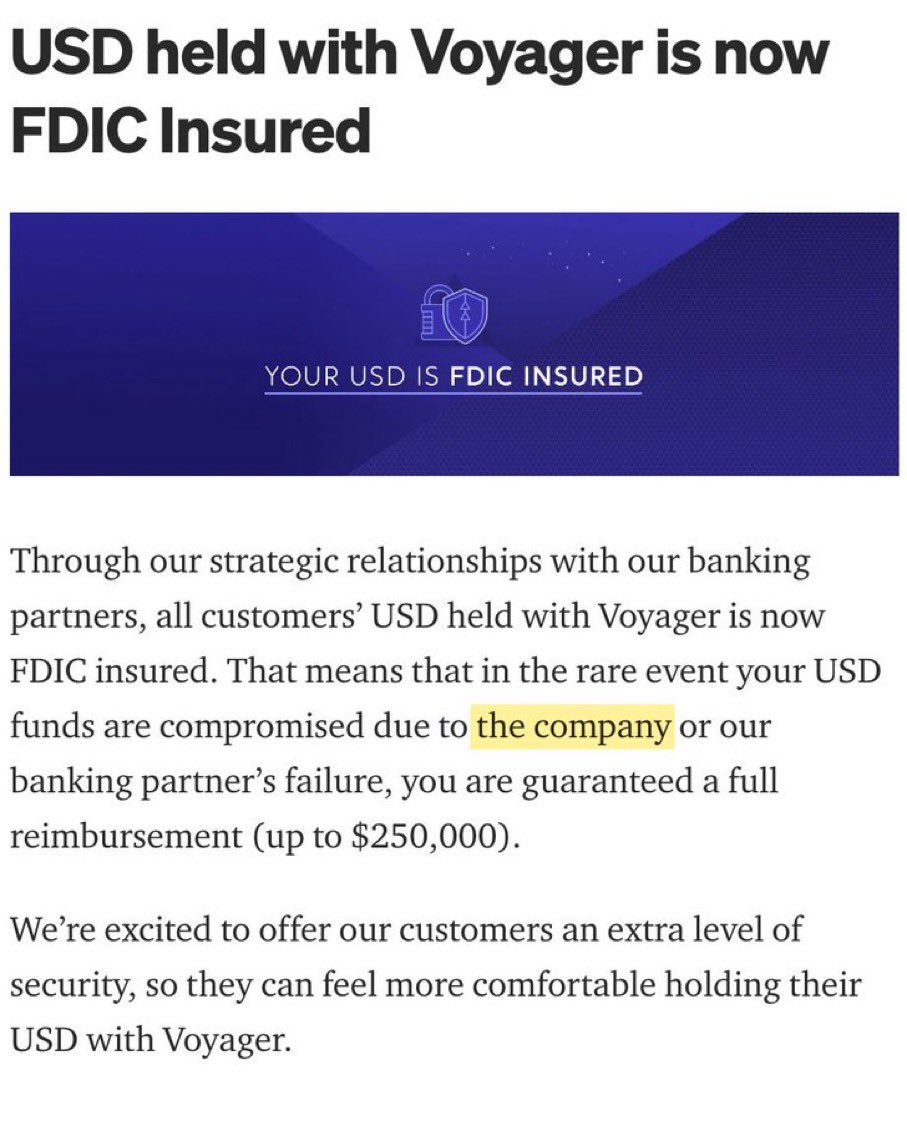 USD held with Voyager is now
FDIC Insured
YOUR USD IS FDIC INSURED
Through our strategic relationships with our banking
partners, all customers’ USD held with Voyager is now
FDIC insured. That means that in the rare event your USD
funds are compromised due to the company or our
banking partner’s failure, you are guaranteed a full
reimbursement (up to $250,000).
We’re excited to offer our customers an extra level of
security, so they can feel more comfortable holding their
USD with Voyager.